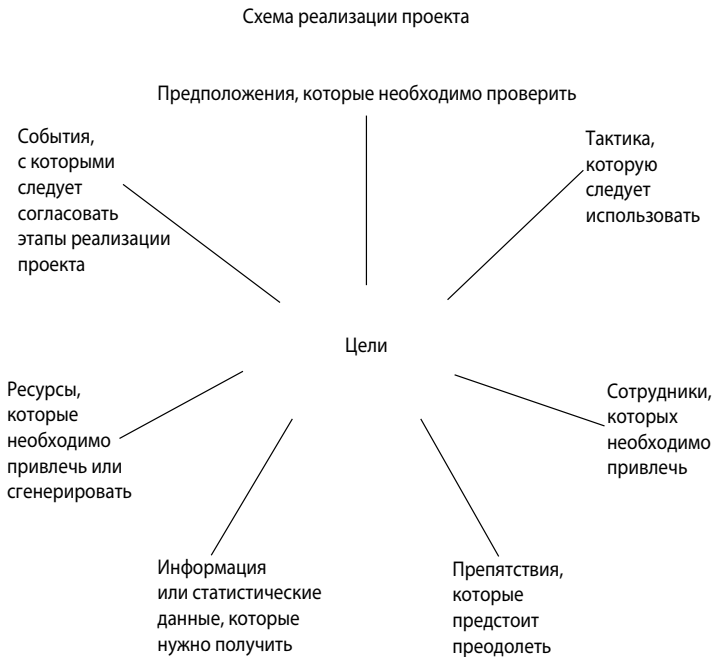 Схема реализации проекта
Предположения, которые необходимо проверить
События,
с которыми
следует
согласовать
этапы реализации
проекта
Тактика,
которую
следует
использовать
Цели
Ресурсы,
которые
необходимо
привлечь или
сгенерировать
Сотрудники,
которых
необходимо
привлечь
Информация
или статистические
данные, которые
нужно получить
Препятствия,
которые
предстоит
преодолеть